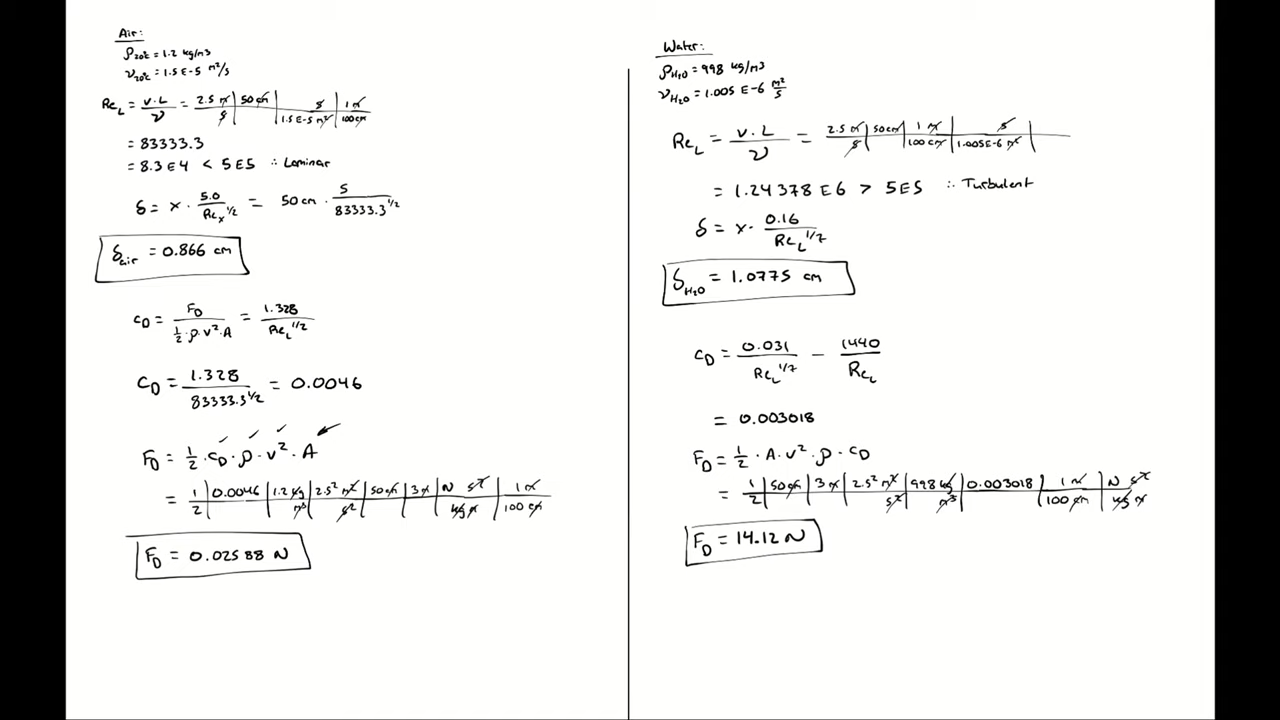 Air:
ρ20°C = 1.2 kg/m3
ν20°C = 1.5 E-5 m²/s
ReL = v·L / ν = 2.5 m / s | 50 cm | s / 1.5 E-5 m² | 1 m / 100 cm
= 83333.3
= 8.3 E4 < 5 E5 ∴ Laminar
δ = x · 5.0 / Rex^1/2 = 50 cm · 5 / 83333.3^1/2
δair = 0.866 cm
CD = FD / ½·ρ·v²·A = 1.328 / ReL^1/2
CD = 1.328 / 83333.3^1/2 = 0.0046
FD = ½ · CD · ρ · v² · A
= 1/2 | 0.0046 | 1.2 kg / m³ | 2.5² m² / s² | 50 cm | 3 m | N s² / kg m | 1 m / 100 cm
FD = 0.02588 N
Water:
ρH2O = 998 kg/m3
νH2O = 1.005 E-6 m²/s
ReL = v·L / ν = 2.5 m / s | 50 cm | 1 m / 100 cm | s / 1.005E-6 m²
= 1.24378 E6 > 5E5 ∴ Turbulent
δ = x · 0.16 / ReL^1/7
δH2O = 1.0775 cm
CD = 0.031 / ReL^1/7 − 1440 / ReL
= 0.003018
FD = ½ · A · v² · ρ · CD
= 1/2 | 50 cm | 3 m | 2.5² m² / s² | 998 kg / m³ | 0.003018 | 1 m / 100 cm | N s² / kg m
FD = 14.12 N